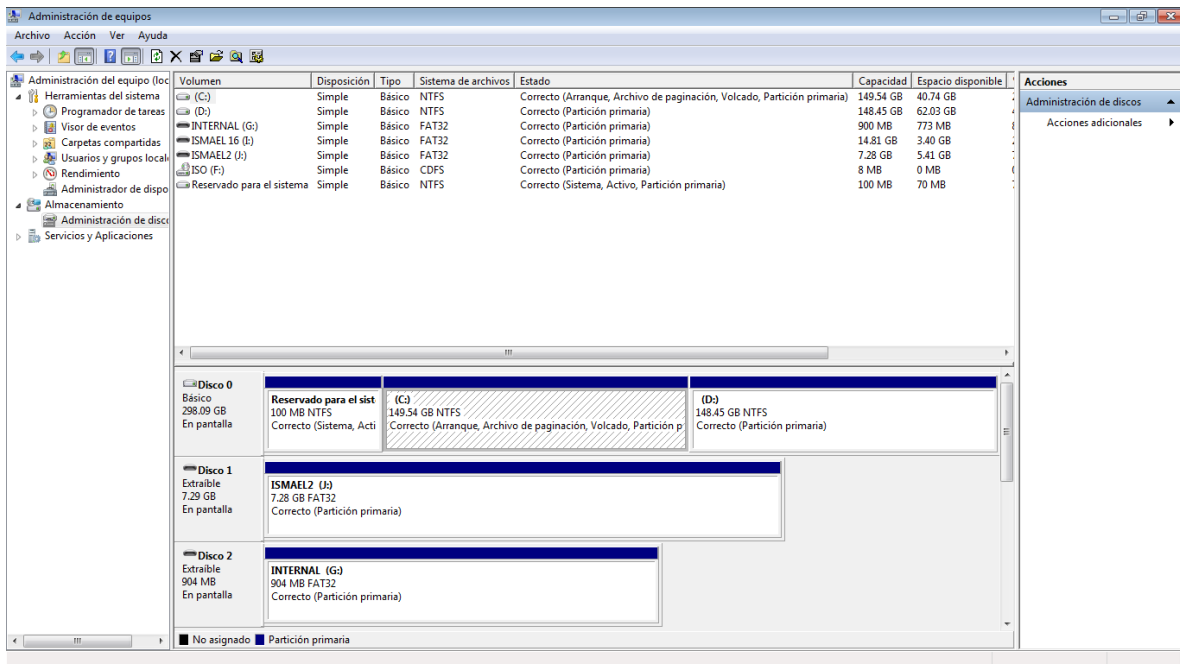 Administración de equipos
Archivo Acción Ver Ayuda
Administración del equipo (loc
Herramientas del sistema
Programador de tareas
Visor de eventos
Carpetas compartidas
Usuarios y grupos local
Rendimiento
Administrador de dispo
Almacenamiento
Administración de disco
Servicios y Aplicaciones
Volumen Disposición Tipo Sistema de archivos Estado Capacidad Espacio disponible
(C:) Simple Básico NTFS Correcto (Arranque, Archivo de paginación, Volcado, Partición primaria) 149.54 GB 40.74 GB
(D:) Simple Básico NTFS Correcto (Partición primaria) 148.45 GB 62.03 GB
INTERNAL (G:) Simple Básico FAT32 Correcto (Partición primaria) 900 MB 773 MB
ISMAEL 16 (I:) Simple Básico FAT32 Correcto (Partición primaria) 14.81 GB 3.40 GB
ISMAEL2 (J:) Simple Básico FAT32 Correcto (Partición primaria) 7.28 GB 5.41 GB
ISO (F:) Simple Básico CDFS Correcto (Partición primaria) 8 MB 0 MB
Reservado para el sistema Simple Básico NTFS Correcto (Sistema, Activo, Partición primaria) 100 MB 70 MB
Disco 0
Básico
298.09 GB
En pantalla
Reservado para el sist
100 MB NTFS
Correcto (Sistema, Acti
(C:)
149.54 GB NTFS
Correcto (Arranque, Archivo de paginación, Volcado, Partición p
(D:)
148.45 GB NTFS
Correcto (Partición primaria)
Disco 1
Extraíble
7.29 GB
En pantalla
ISMAEL2 (J:)
7.28 GB FAT32
Correcto (Partición primaria)
Disco 2
Extraíble
904 MB
En pantalla
INTERNAL (G:)
904 MB FAT32
Correcto (Partición primaria)
No asignado Partición primaria
Acciones
Administración de discos
Acciones adicionales